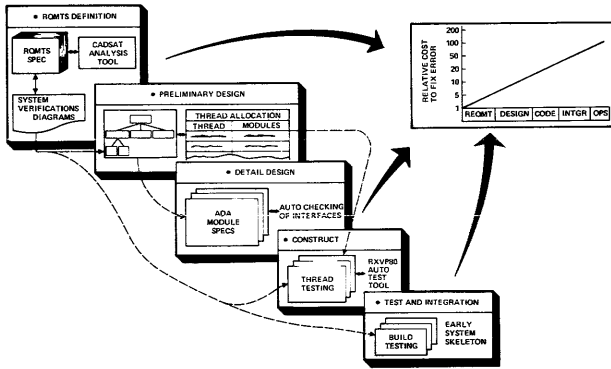 • RQMTS DEFINITION
RQMTS
SPEC
CADSAT
ANALYSIS
TOOL
SYSTEM
VERIFICATIONS
DIAGRAMS
• PRELIMINARY DESIGN
THREAD ALLOCATION
THREAD MODULES
• DETAIL DESIGN
ADA
MODULE
SPECS
AUTO CHECKING
OF INTERFACES
• CONSTRUCT
THREAD
TESTING
RXVP80
AUTO
TEST
TOOL
• TEST AND INTEGRATION
BUILD
TESTING
EARLY
SYSTEM
SKELETON
RELATIVE COST
TO FIX ERROR
200
100
50
20
10
5
1
REQMT DESIGN CODE INTGR OPS